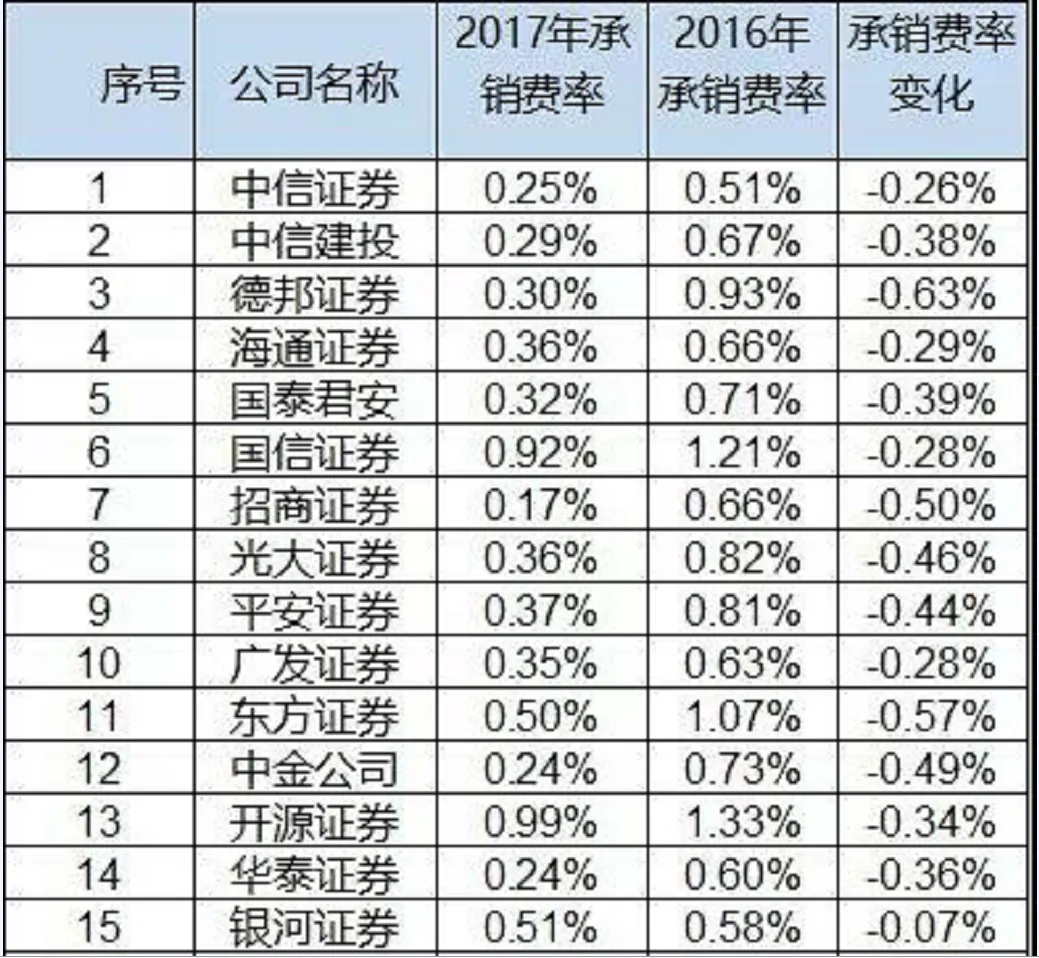 序号 公司名称 2017年承销费率 2016年承销费率 承销费率变化
1 中信证券 0.25% 0.51% -0.26%
2 中信建投 0.29% 0.67% -0.38%
3 德邦证券 0.30% 0.93% -0.63%
4 海通证券 0.36% 0.66% -0.29%
5 国泰君安 0.32% 0.71% -0.39%
6 国信证券 0.92% 1.21% -0.28%
7 招商证券 0.17% 0.66% -0.50%
8 光大证券 0.36% 0.82% -0.46%
9 平安证券 0.37% 0.81% -0.44%
10 广发证券 0.35% 0.63% -0.28%
11 东方证券 0.50% 1.07% -0.57%
12 中金公司 0.24% 0.73% -0.49%
13 开源证券 0.99% 1.33% -0.34%
14 华泰证券 0.24% 0.60% -0.36%
15 银河证券 0.51% 0.58% -0.07%